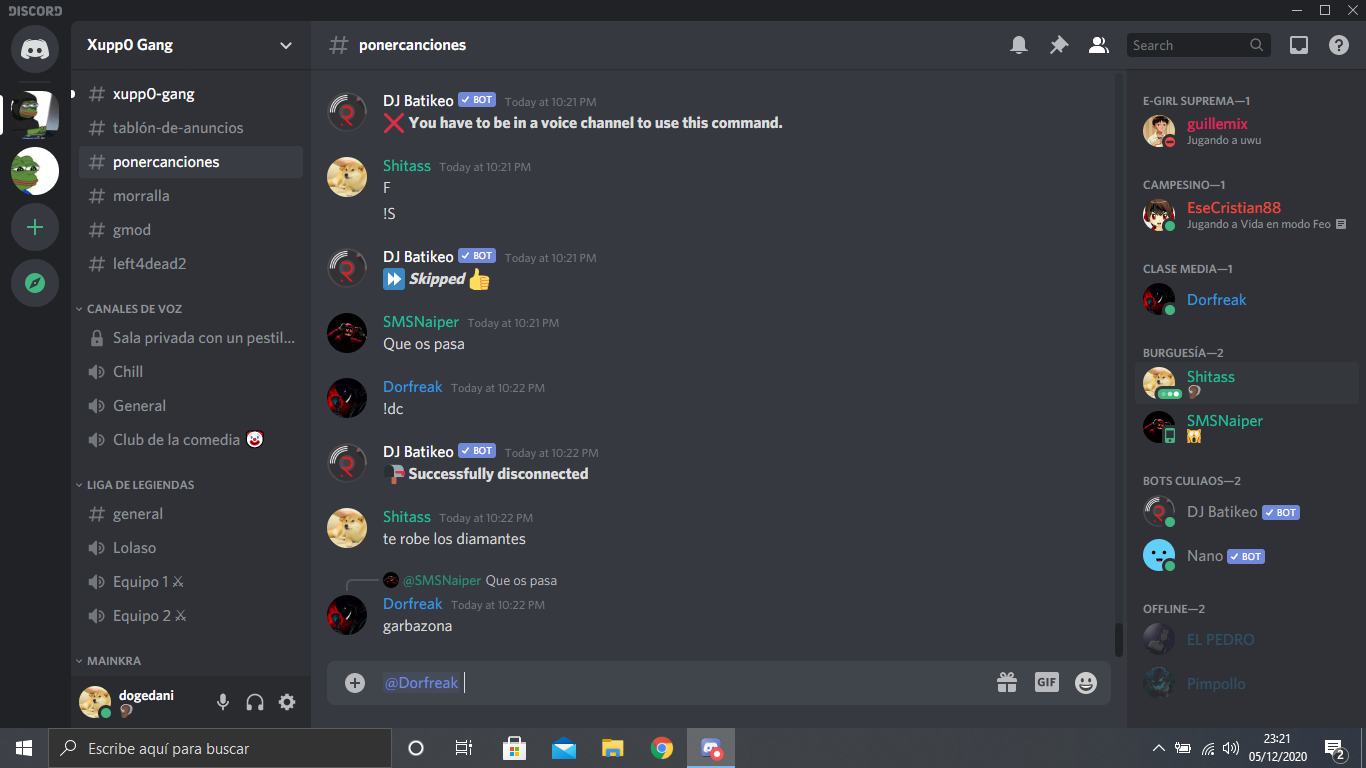 DISCORD
Xupp0 Gang
xupp0-gang
tablón-de-anuncios
ponercanciones
morralla
gmod
left4dead2
CANALES DE VOZ
Sala privada con un pestil...
Chill
General
Club de la comedia 🤡
LIGA DE LEGIENDAS
general
Lolaso
Equipo 1 ⚔
Equipo 2 ⚔
MAINKRA
dogedani
ponercanciones
Search
DJ Batikeo ✓ BOT Today at 10:21 PM
❌ You have to be in a voice channel to use this command.
Shitass Today at 10:21 PM
F
!S
DJ Batikeo ✓ BOT Today at 10:21 PM
⏩ Skipped 👍
SMSNaiper Today at 10:21 PM
Que os pasa
Dorfreak Today at 10:22 PM
!dc
DJ Batikeo ✓ BOT Today at 10:22 PM
📭 Successfully disconnected
Shitass Today at 10:22 PM
te robe los diamantes
@SMSNaiper Que os pasa
Dorfreak Today at 10:22 PM
garbazona
@Dorfreak
GIF
E-GIRL SUPREMA—1
guillemix
Jugando a uwu
CAMPESINO—1
EseCristian88
Jugando a Vida en modo Feo
CLASE MEDIA—1
Dorfreak
BURGUESÍA—2
Shitass
SMSNaiper
BOTS CULIAOS—2
DJ Batikeo ✓ BOT
Nano ✓ BOT
OFFLINE—2
EL PEDRO
Pimpollo
Escribe aquí para buscar
23:21
05/12/2020
2